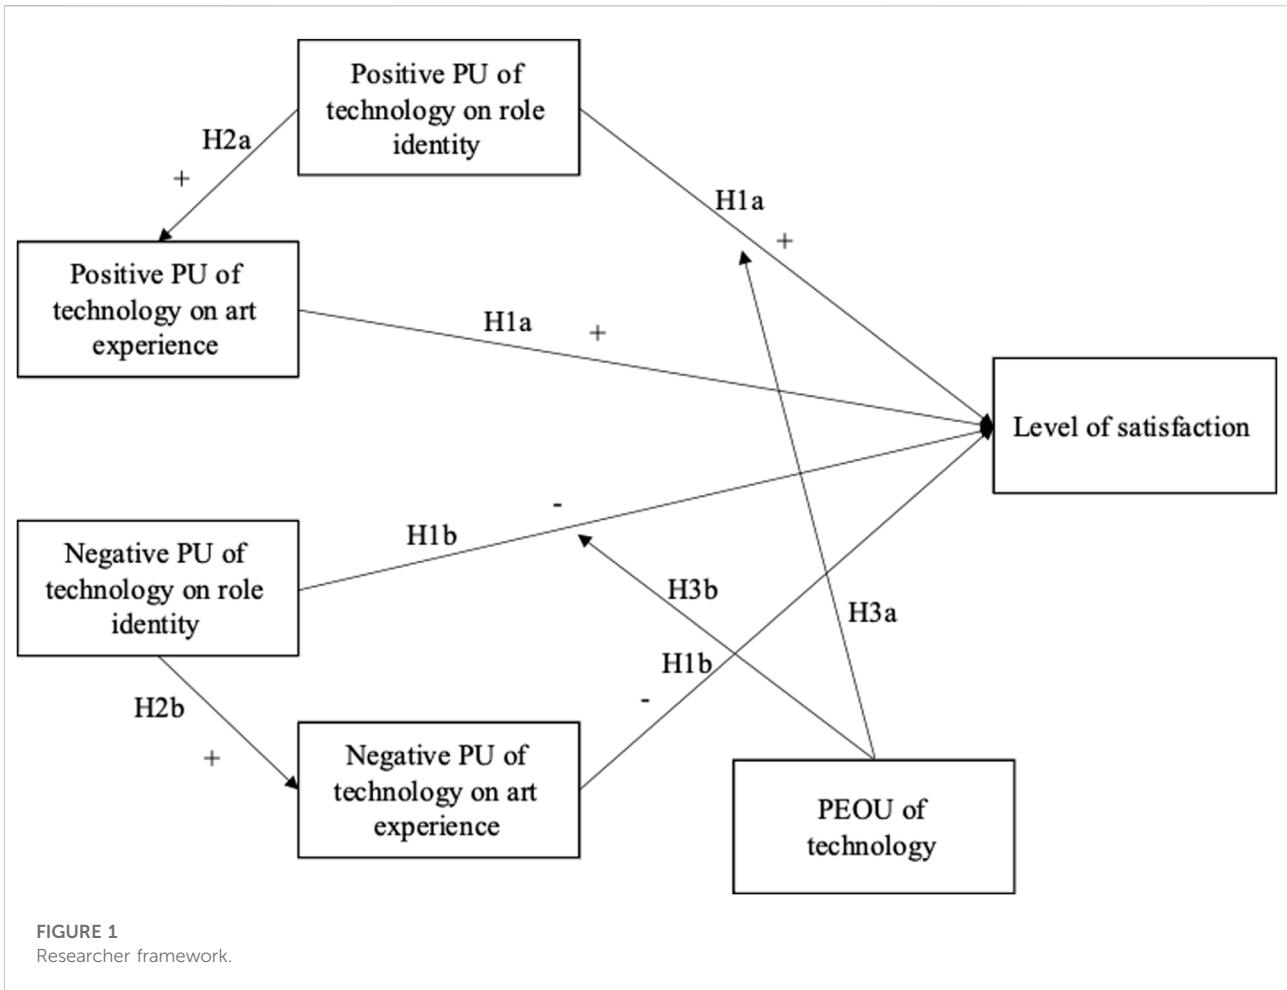 Positive PU of
technology on role
identity
H2a
+
H1a
+
Positive PU of
technology on art
experience
H1a
+
Level of satisfaction
-
H1b
Negative PU of
technology on role
identity
H3b
H3a
H1b
-
H2b
+
Negative PU of
technology on art
experience
PEOU of
technology
FIGURE 1
Researcher framework.